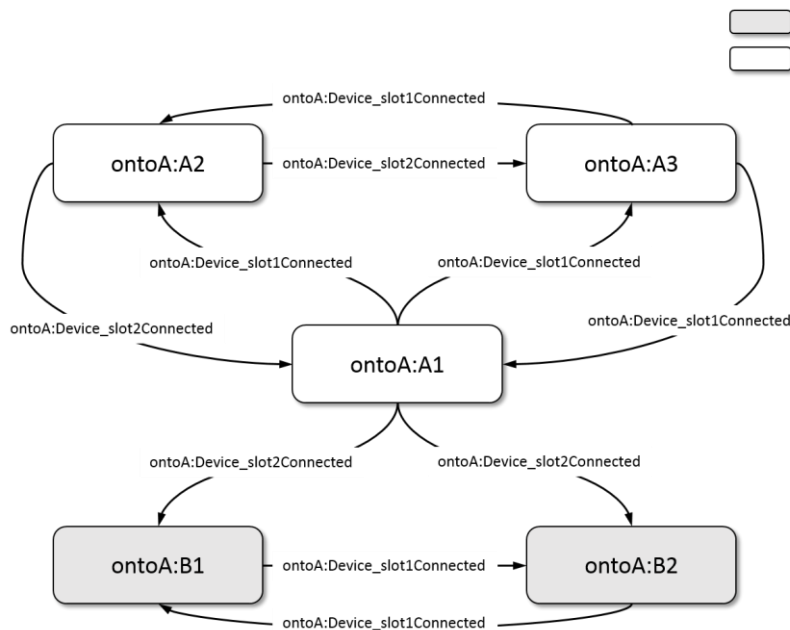 ontoA:Device_slot1Connected
ontoA:A2
ontoA:Device_slot2Connected
ontoA:A3
ontoA:Device_slot1Connected
ontoA:Device_slot1Connected
ontoA:Device_slot2Connected
ontoA:Device_slot1Connected
ontoA:A1
ontoA:Device_slot2Connected
ontoA:Device_slot2Connected
ontoA:B1
ontoA:Device_slot1Connected
ontoA:B2
ontoA:Device_slot1Connected